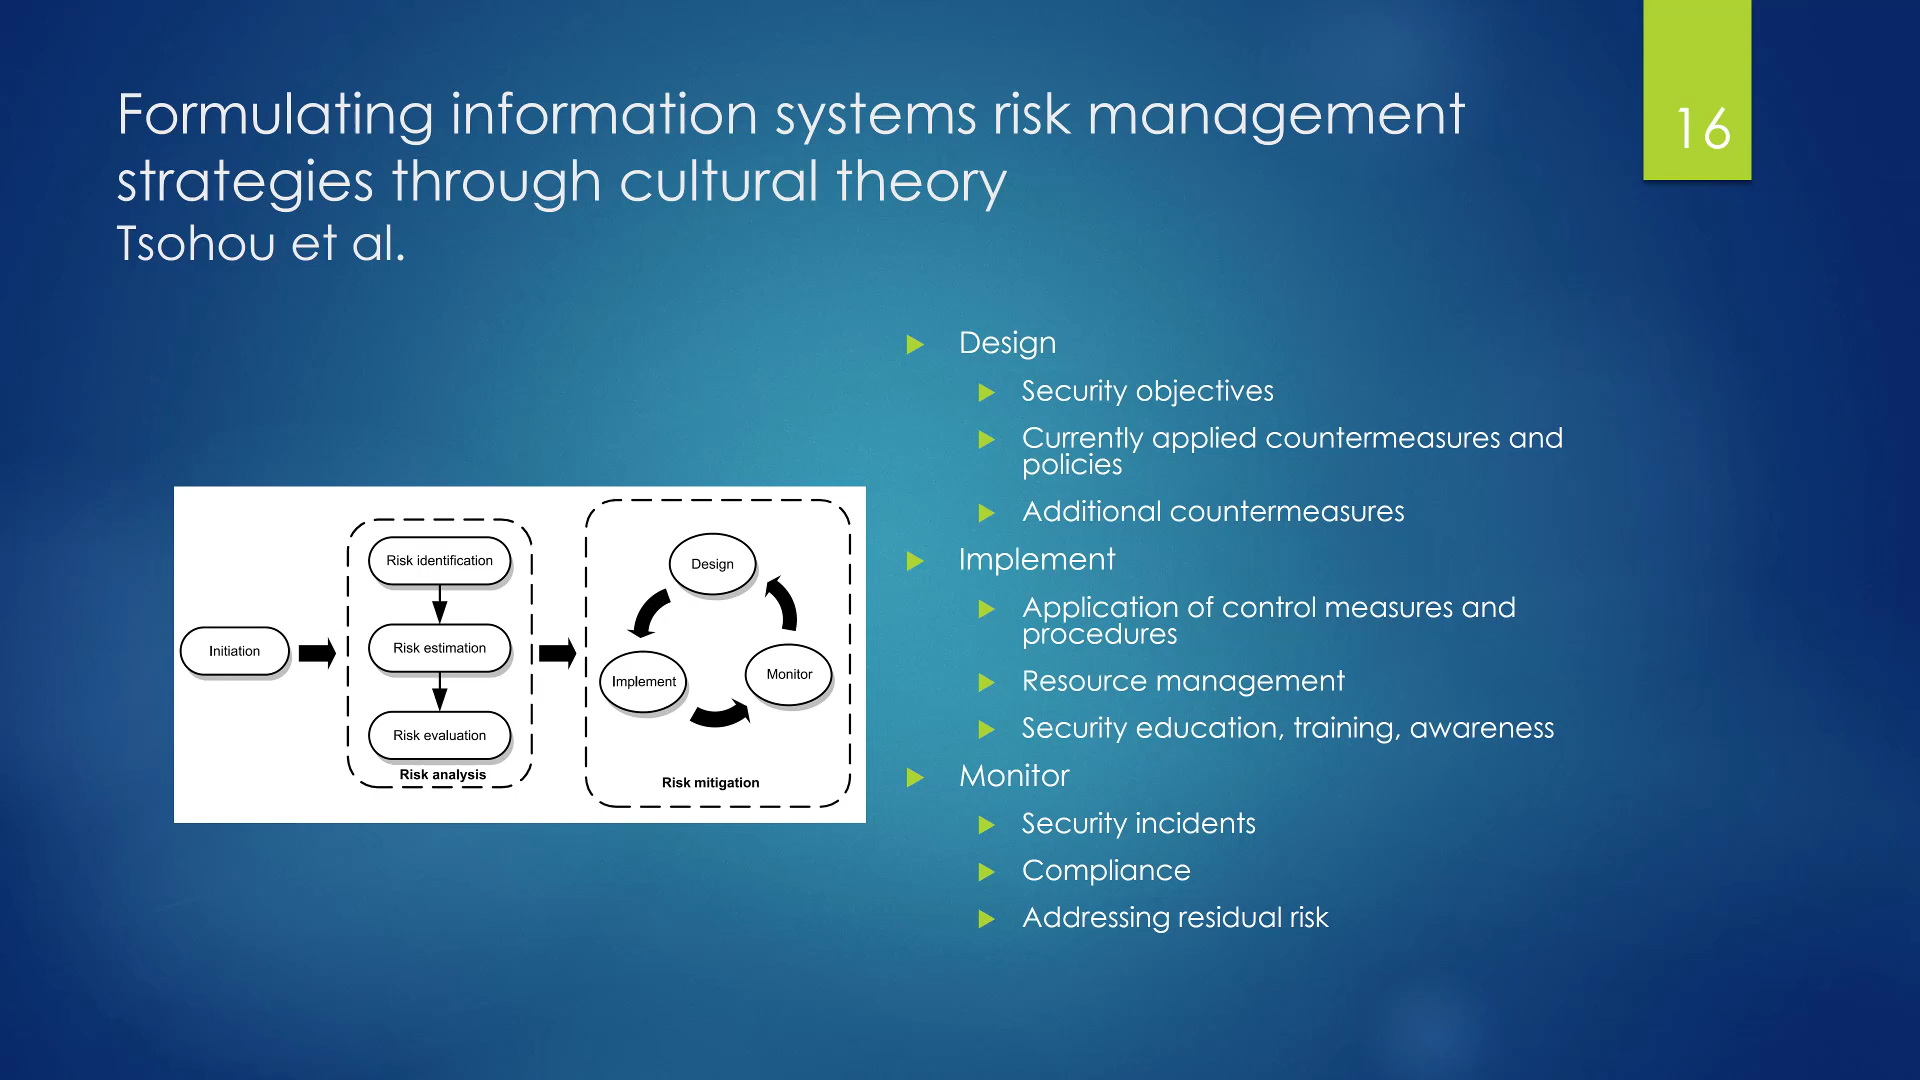 Formulating information systems risk management
strategies through cultural theory
Tsohou et al.
16
Initiation
Risk identification
Risk estimation
Risk evaluation
Risk analysis
Design
Implement
Monitor
Risk mitigation
Design
Security objectives
Currently applied countermeasures and
policies
Additional countermeasures
Implement
Application of control measures and
procedures
Resource management
Security education, training, awareness
Monitor
Security incidents
Compliance
Addressing residual risk